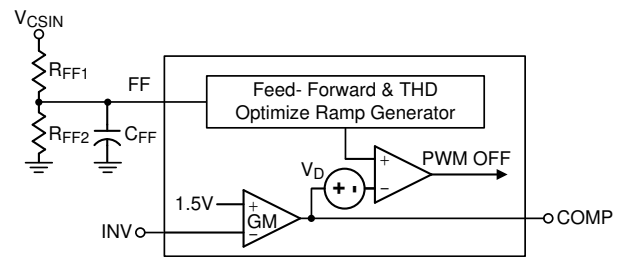 VCSIN
RFF1
FF
Feed- Forward & THD
Optimize Ramp Generator
RFF2
CFF
VD
+
PWM OFF
+ -
−
1.5V
+
GM
−
INV
COMP